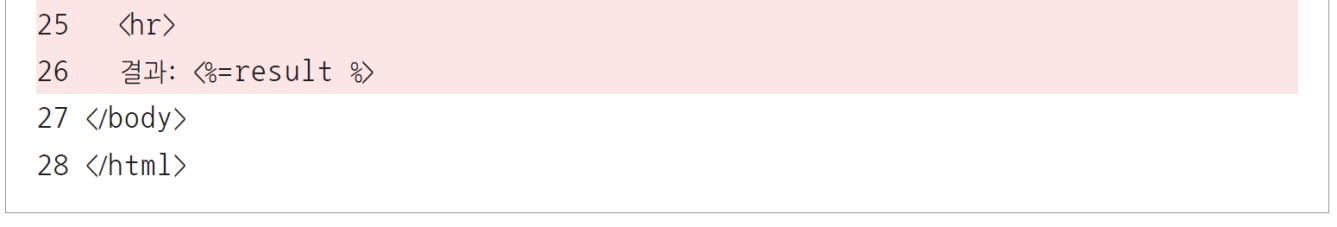 25   <hr>
26   결과: <%=result %>
27 </body>
28 </html>